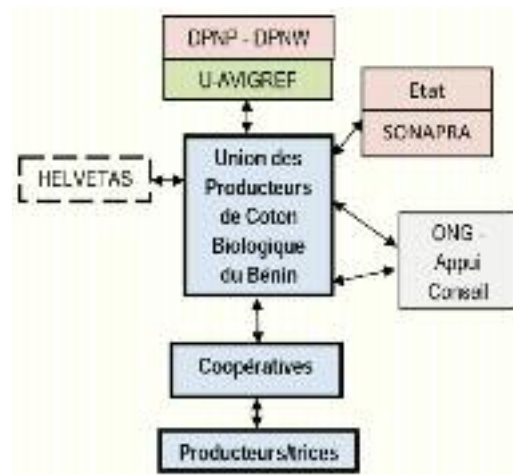 DPNP - DPNW
U-AVIGREF
Etat
SONAPRA
Union des
Producteurs
de Coton
Biologique
du Bénin
HELVETAS
ONG -
Appui
Conseil
Coopératives
Producteurs/trices